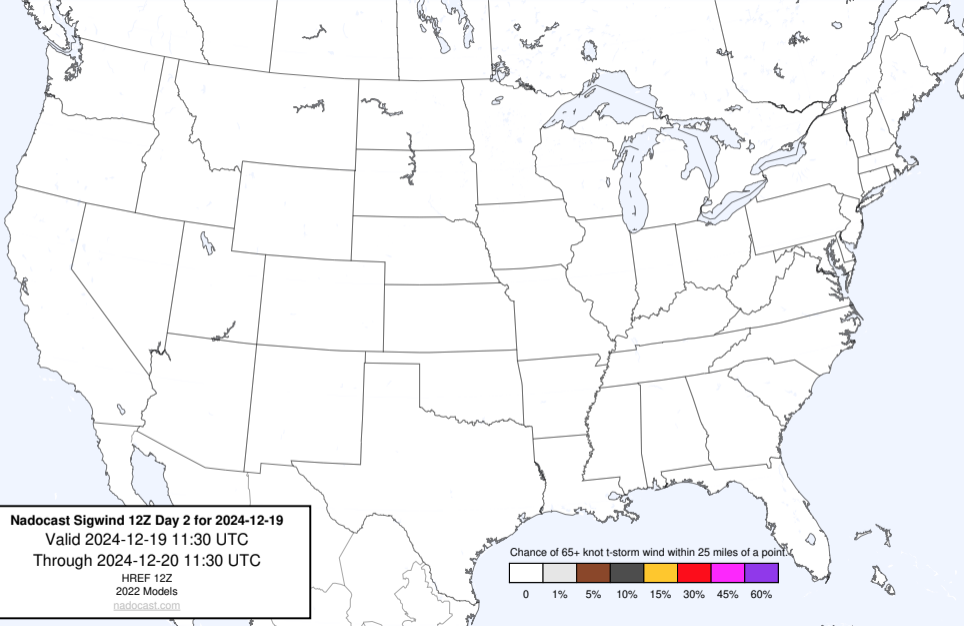 Nadocast Sigwind 12Z Day 2 for 2024-12-19
Valid 2024-12-19 11:30 UTC
Through 2024-12-20 11:30 UTC
HREF 12Z
2022 Models
nadocast.com
Chance of 65+ knot t-storm wind within 25 miles of a point.
0 1% 5% 10% 15% 30% 45% 60%